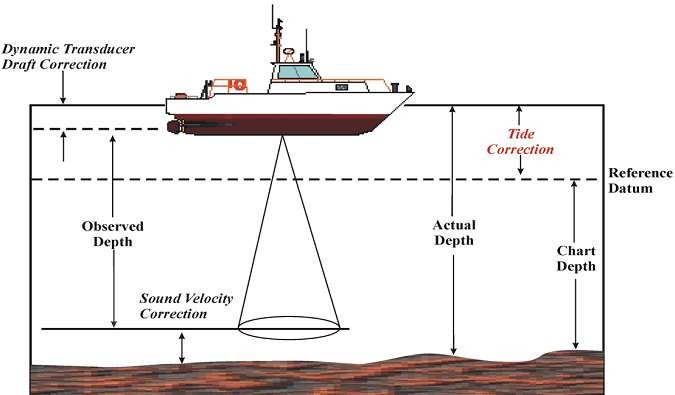 Dynamic Transducer
Draft Correction
Tide
Correction
Reference
Datum
Observed
Depth
Actual
Depth
Chart
Depth
Sound Velocity
Correction